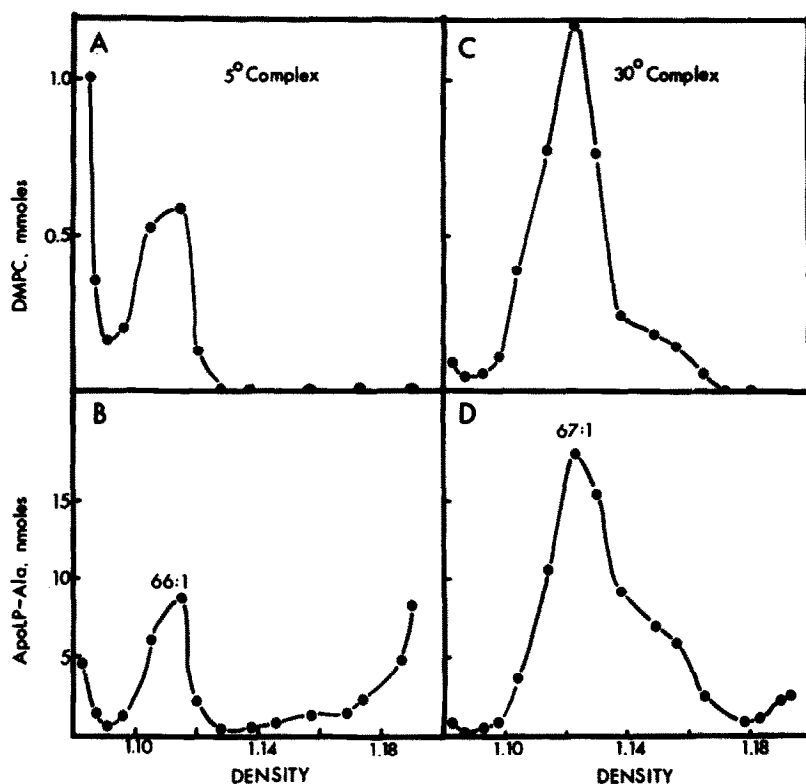 A
5° Complex
C
30° Complex
1.0
0.5
DMPC, mmoles
B
66:1
D
67:1
15
10
5
ApoLP-Ala, nmoles
1.10 1.14 1.18
DENSITY
1.10 1.14 1.18
DENSITY